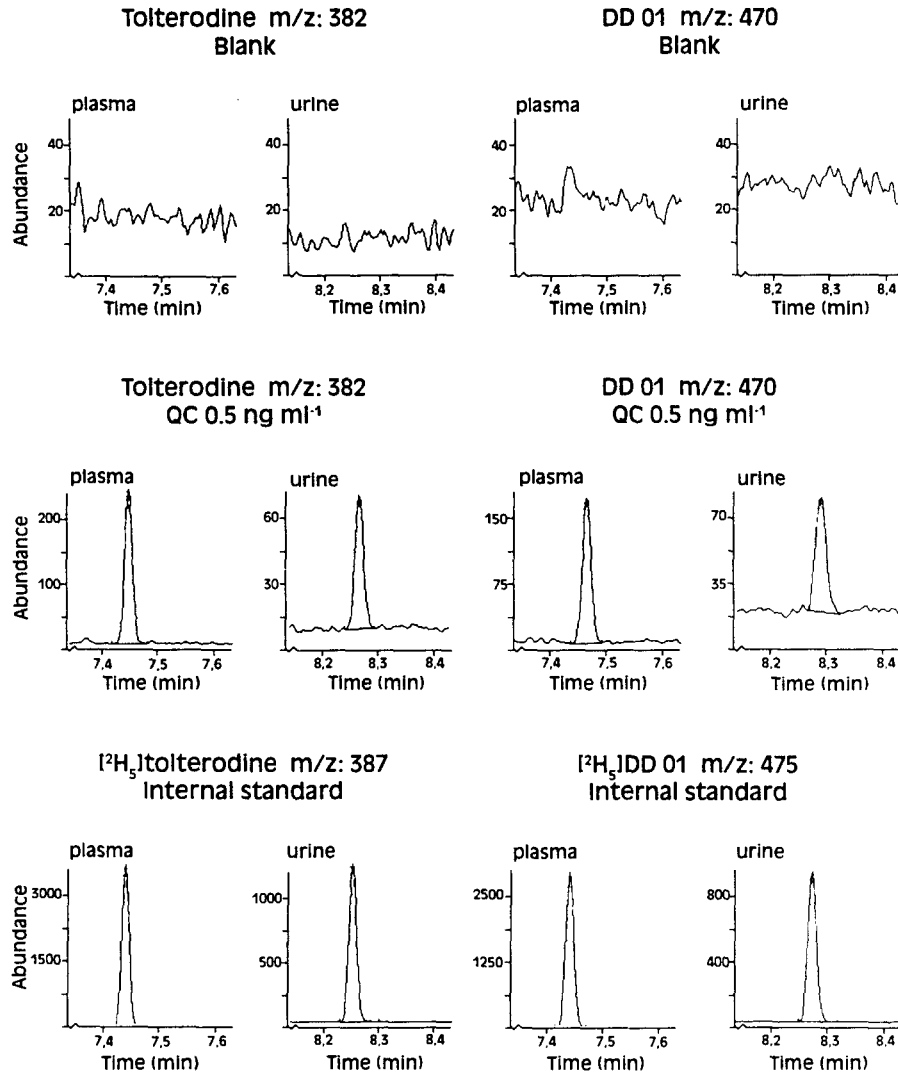 Tolterodine m/z: 382
Blank
DD 01 m/z: 470
Blank
plasma
urine
plasma
urine
Abundance
40
20
40
20
40
20
40
20
7,4 7,5 7,6
8,2 8,3 8,4
7,4 7,5 7,6
8,2 8,3 8,4
Time (min)
Time (min)
Time (min)
Time (min)
Tolterodine m/z: 382
QC 0.5 ng ml⁻¹
DD 01 m/z: 470
QC 0.5 ng ml⁻¹
plasma
urine
plasma
urine
Abundance
200
100
60
30
150
75
70
35
7,4 7,5 7,6
8,2 8,3 8,4
7,4 7,5 7,6
8,2 8,3 8,4
Time (min)
Time (min)
Time (min)
Time (min)
[²H₅]tolterodine m/z: 387
Internal standard
[²H₅]DD 01 m/z: 475
Internal standard
plasma
urine
plasma
urine
Abundance
3000
1500
1000
500
2500
1250
800
400
7,4 7,5 7,6
8,2 8,3 8,4
7,4 7,5 7,6
8,2 8,3 8,4
Time (min)
Time (min)
Time (min)
Time (min)